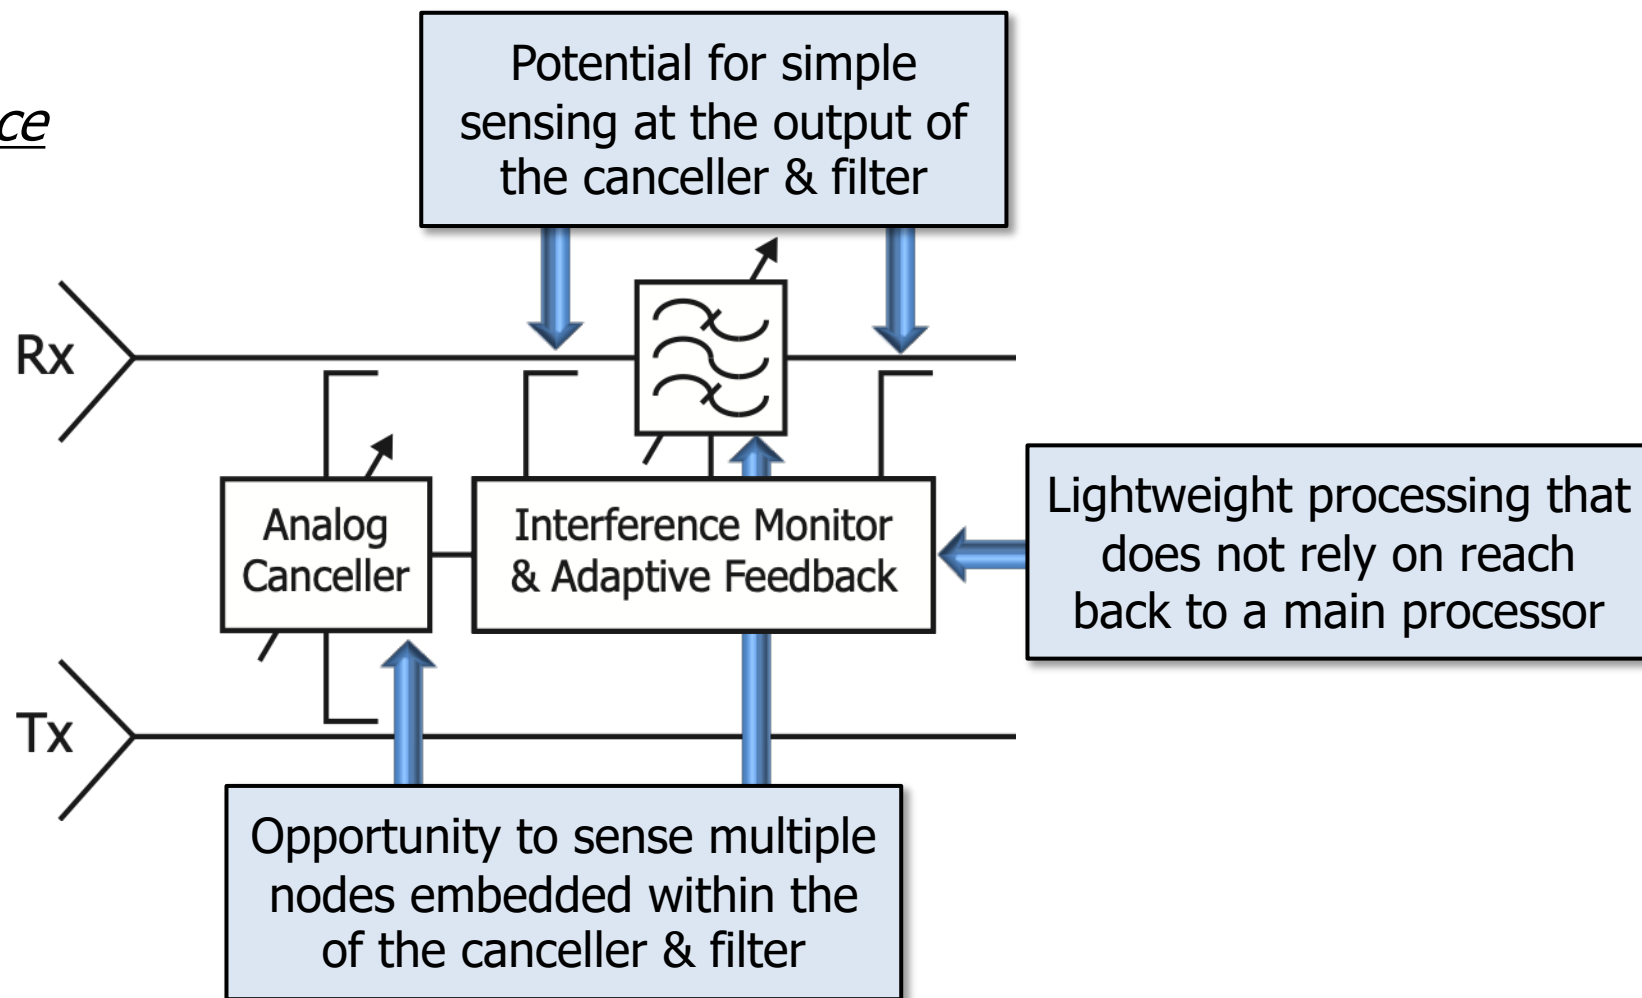 Potential for simple
sensing at the output of
the canceller & filter
ce
Rx
Analog
Canceller
Interference Monitor
& Adaptive Feedback
Lightweight processing that
does not rely on reach
back to a main processor
Tx
Opportunity to sense multiple
nodes embedded within the
of the canceller & filter